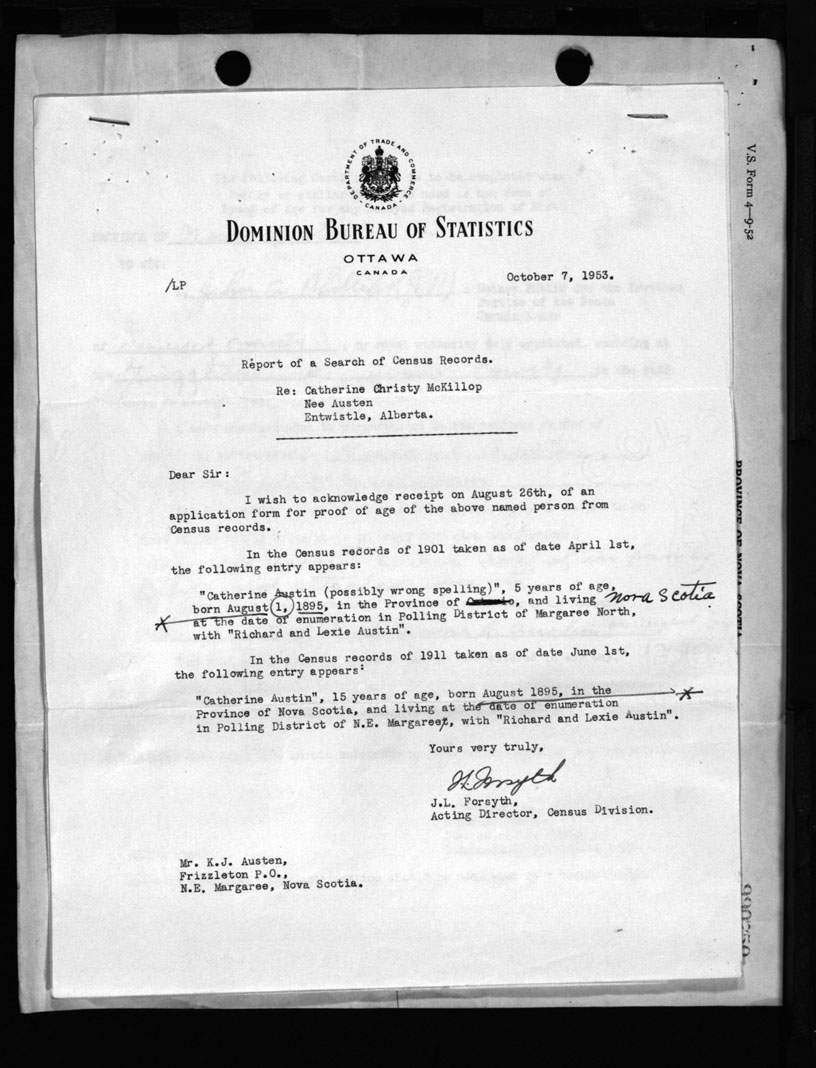 V.S. Form 4—9-52
DEPARTMENT OF TRADE AND COMMERCE
CANADA
DOMINION BUREAU OF STATISTICS
OTTAWA
CANADA
October 7, 1953.
/LP
Report of a Search of Census Records.
Re: Catherine Christy McKillop
Nee Austen
Entwistle, Alberta.
Dear Sir:
I wish to acknowledge receipt on August 26th, of an
application form for proof of age of the above named person from
Census records.
In the Census records of 1901 taken as of date April 1st,
the following entry appears:
"Catherine Austin (possibly wrong spelling)", 5 years of age,
born August 1, 1895, in the Province of Ontario, and living Nova Scotia
at the date of enumeration in Polling District of Margaree North,
with "Richard and Lexie Austin".
In the Census records of 1911 taken as of date June 1st,
the following entry appears:
"Catherine Austin", 15 years of age, born August 1895, in the
Province of Nova Scotia, and living at the date of enumeration
in Polling District of N.E. Margaree, with "Richard and Lexie Austin".
Yours very truly,
J.L. Forsyth
J.L. Forsyth,
Acting Director, Census Division.
Mr. K.J. Austen,
Frizzleton P.O.,
N.E. Margaree, Nova Scotia.
PROVINCE OF NOVA SCOTIA